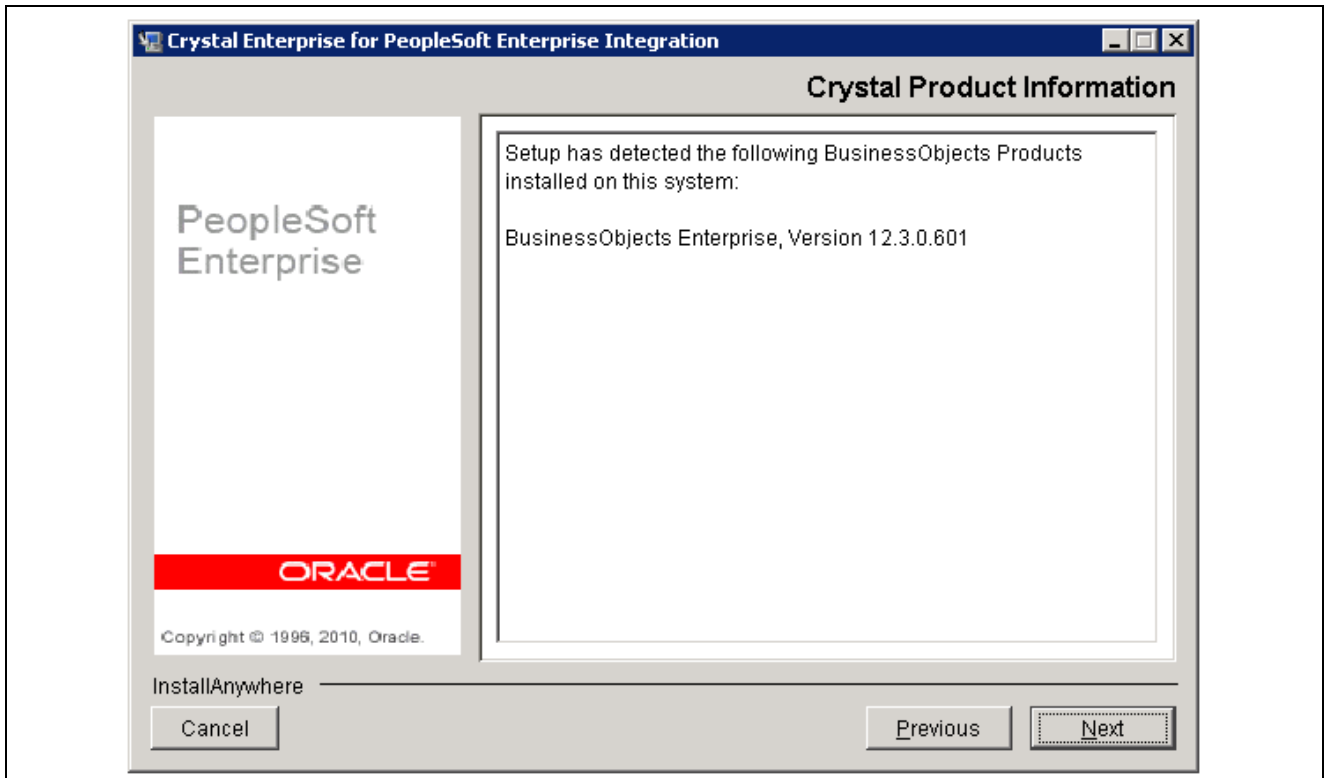 Crystal Enterprise for PeopleSoft Enterprise Integration
Crystal Product Information
PeopleSoft
Enterprise
Setup has detected the following BusinessObjects Products
installed on this system:
BusinessObjects Enterprise, Version 12.3.0.601
ORACLE
Copyright © 1996, 2010, Oracle.
InstallAnywhere
Cancel
Previous
Next